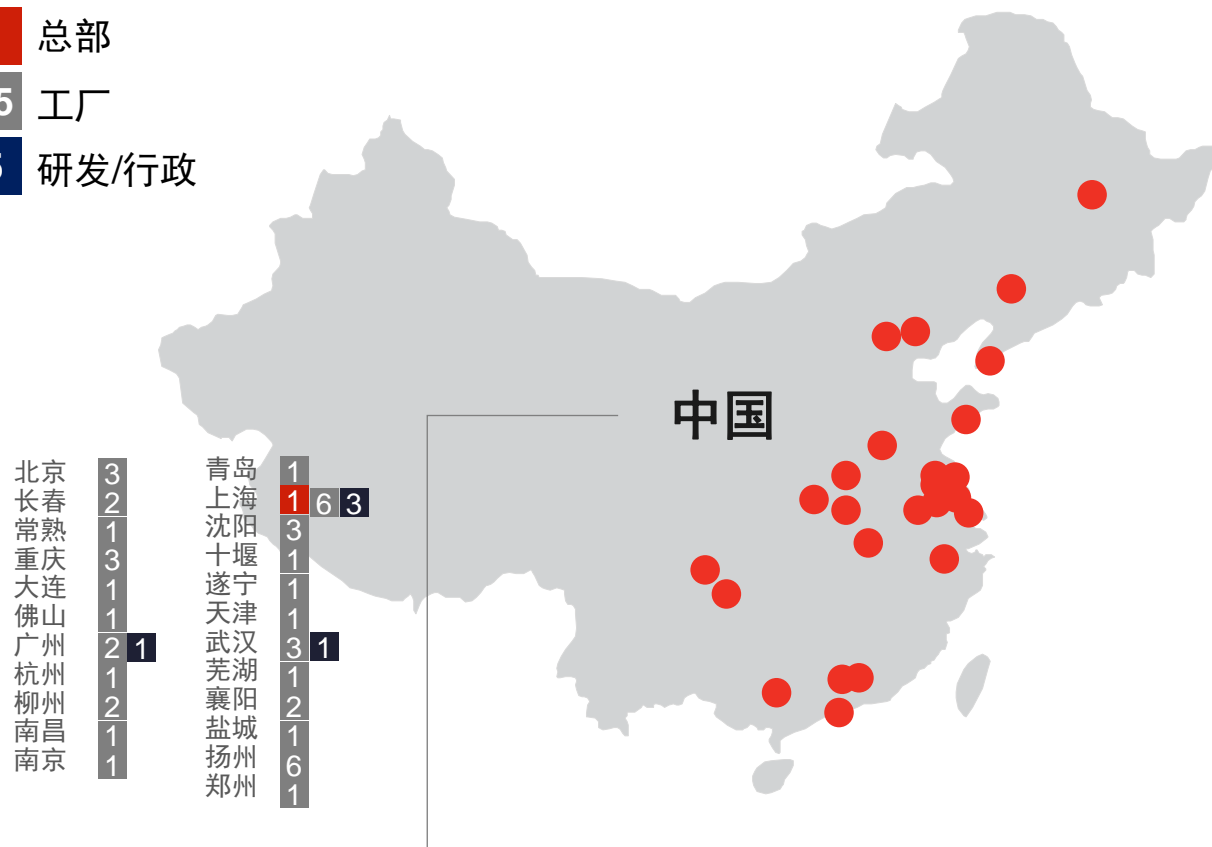 总部
5 工厂
5 研发/行政
中国
北京 3
长春 2
常熟 1
重庆 3
大连 1
佛山 1
广州 2 1
杭州 1
柳州 2
南昌 1
南京 1
青岛 1
上海 1 6 3
沈阳 3
十堰 1
遂宁 1
天津 1
武汉 3 1
芜湖 1
襄阳 2
盐城 1
扬州 6
郑州 1